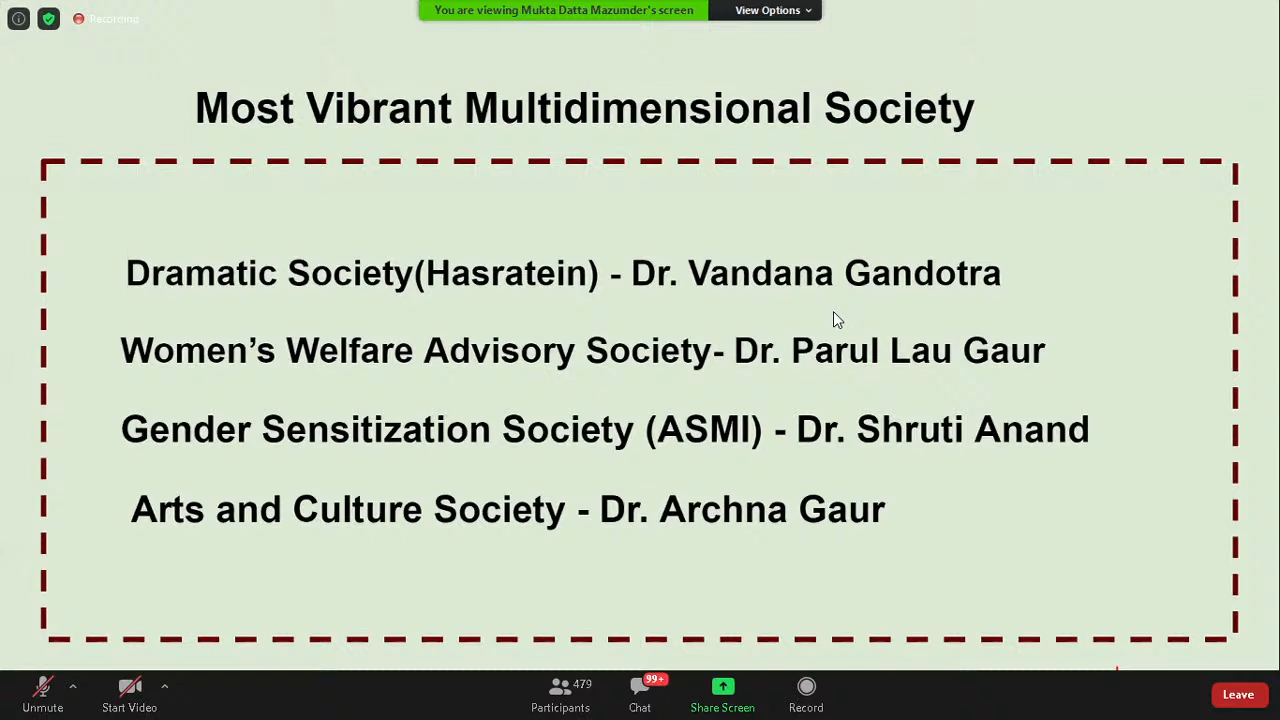 Recording
You are viewing Mukta Datta Mazumder's screen
View Options
Most Vibrant Multidimensional Society
Dramatic Society(Hasratein) - Dr. Vandana Gandotra
Women’s Welfare Advisory Society- Dr. Parul Lau Gaur
Gender Sensitization Society (ASMI) - Dr. Shruti Anand
Arts and Culture Society - Dr. Archna Gaur
Unmute
Start Video
479
Participants
99+
Chat
Share Screen
Record
Leave